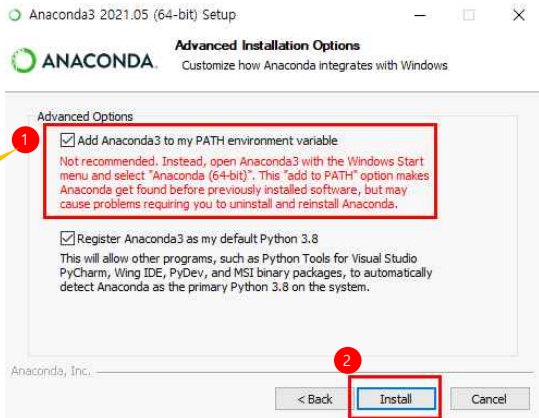 Anaconda3 2021.05 (64-bit) Setup
ANACONDA.
Advanced Installation Options
Customize how Anaconda integrates with Windows
Advanced Options
1
Add Anaconda3 to my PATH environment variable
Not recommended. Instead, open Anaconda3 with the Windows Start
menu and select "Anaconda (64-bit)". This "add to PATH" option makes
Anaconda get found before previously installed software, but may
cause problems requiring you to uninstall and reinstall Anaconda.
Register Anaconda3 as my default Python 3.8
This will allow other programs, such as Python Tools for Visual Studio
PyCharm, Wing IDE, PyDev, and MSI binary packages, to automatically
detect Anaconda as the primary Python 3.8 on the system.
Anaconda, Inc.
2
< Back
Install
Cancel